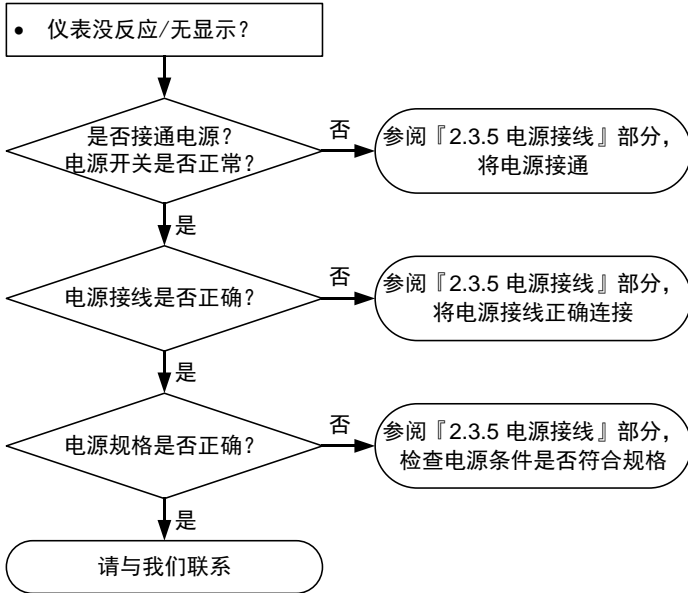 • 仪表没反应/无显示？
是否接通电源？
电源开关是否正常？
否
参阅『2.3.5 电源接线』部分，
将电源接通
是
电源接线是否正确？
否
参阅『2.3.5 电源接线』部分，
将电源接线正确连接
是
电源规格是否正确？
否
参阅『2.3.5 电源接线』部分，
检查电源条件是否符合规格
是
请与我们联系